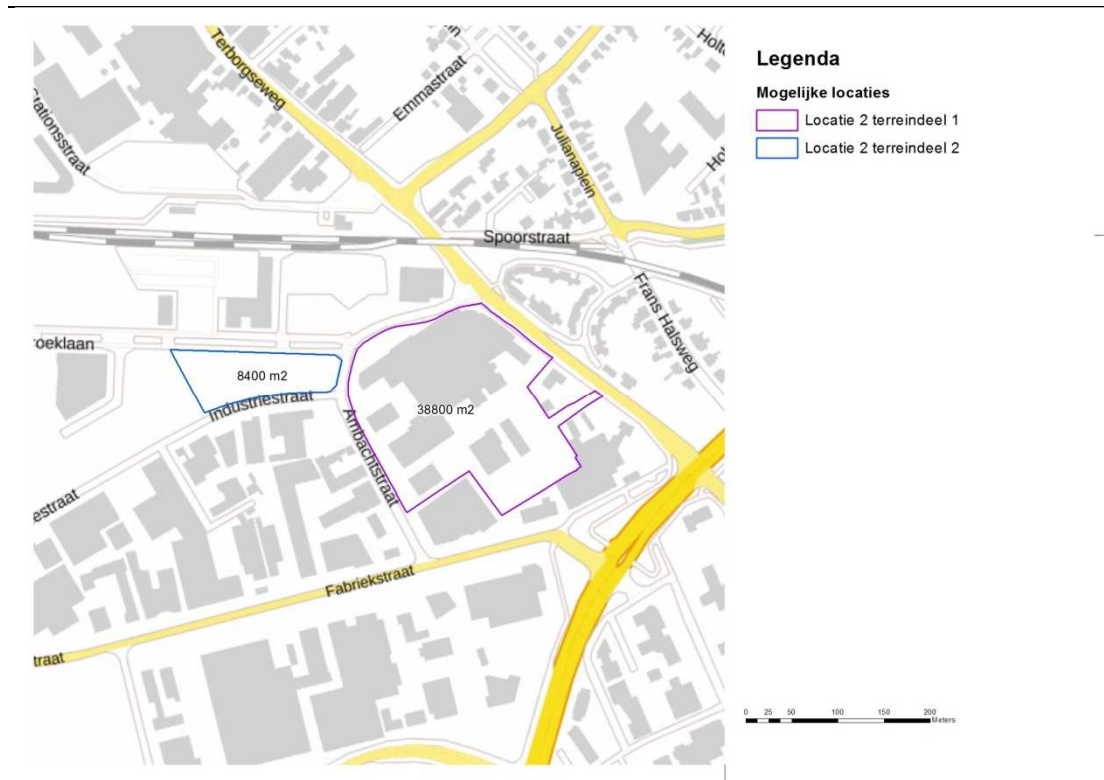 Terborgseweg
Emmastraat
Stationsstraat
Julianaplein
Spoorstraat
Frans Halsweg
roeklaan
8400 m2
Industriestraat
38800 m2
Ambachtstraat
estraat
Fabriekstraat
traat
Legenda
Mogelijke locaties
Locatie 2 terreindeel 1
Locatie 2 terreindeel 2
0 25 50 100 150 200
Meters